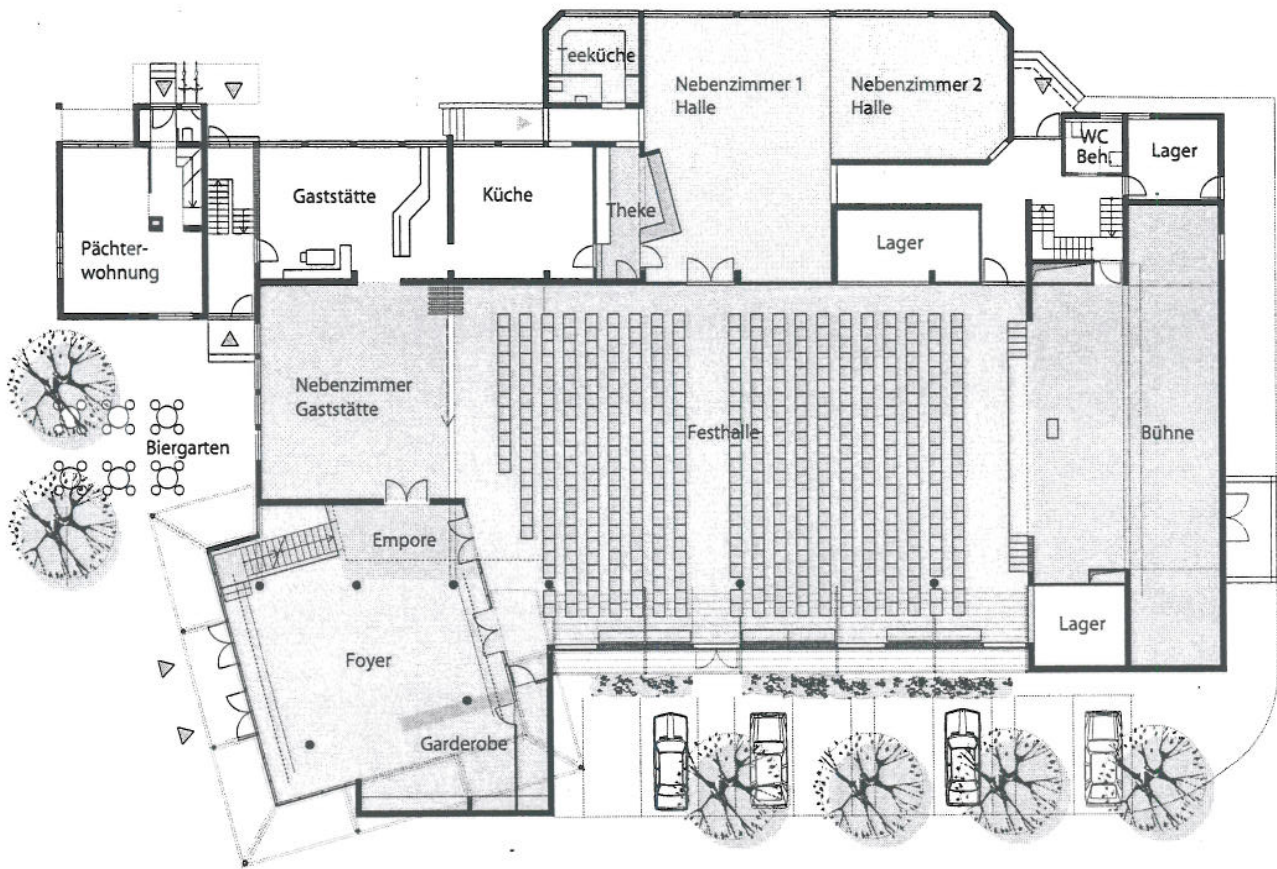 Teeküche
Nebenzimmer 1
Halle
Nebenzimmer 2
Halle
WC
Beh.
Lager
Gaststätte
Küche
Theke
Lager
Pächter-
wohnung
Nebenzimmer
Gaststätte
Festhalle
Bühne
Biergarten
Empore
Foyer
Lager
Garderobe